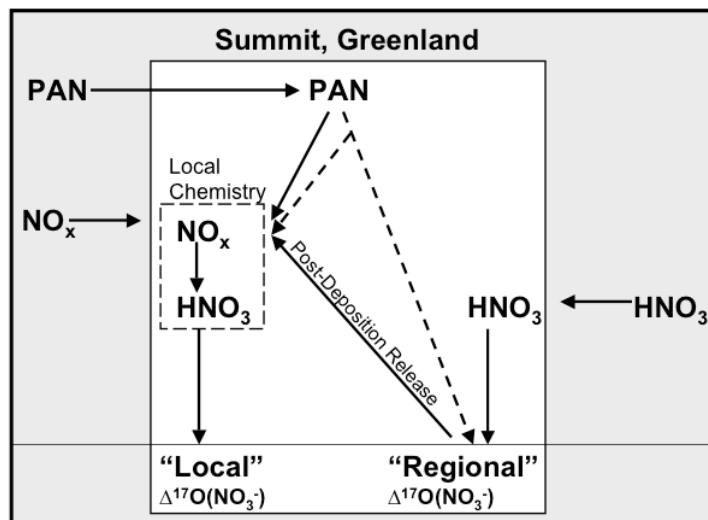 Summit, Greenland
PAN
PAN
Local
Chemistry
NOₓ
NOₓ
HNO₃
HNO₃
HNO₃
Post-Deposition Release
“Local”
Δ¹⁷O(NO₃⁻)
“Regional”
Δ¹⁷O(NO₃⁻)